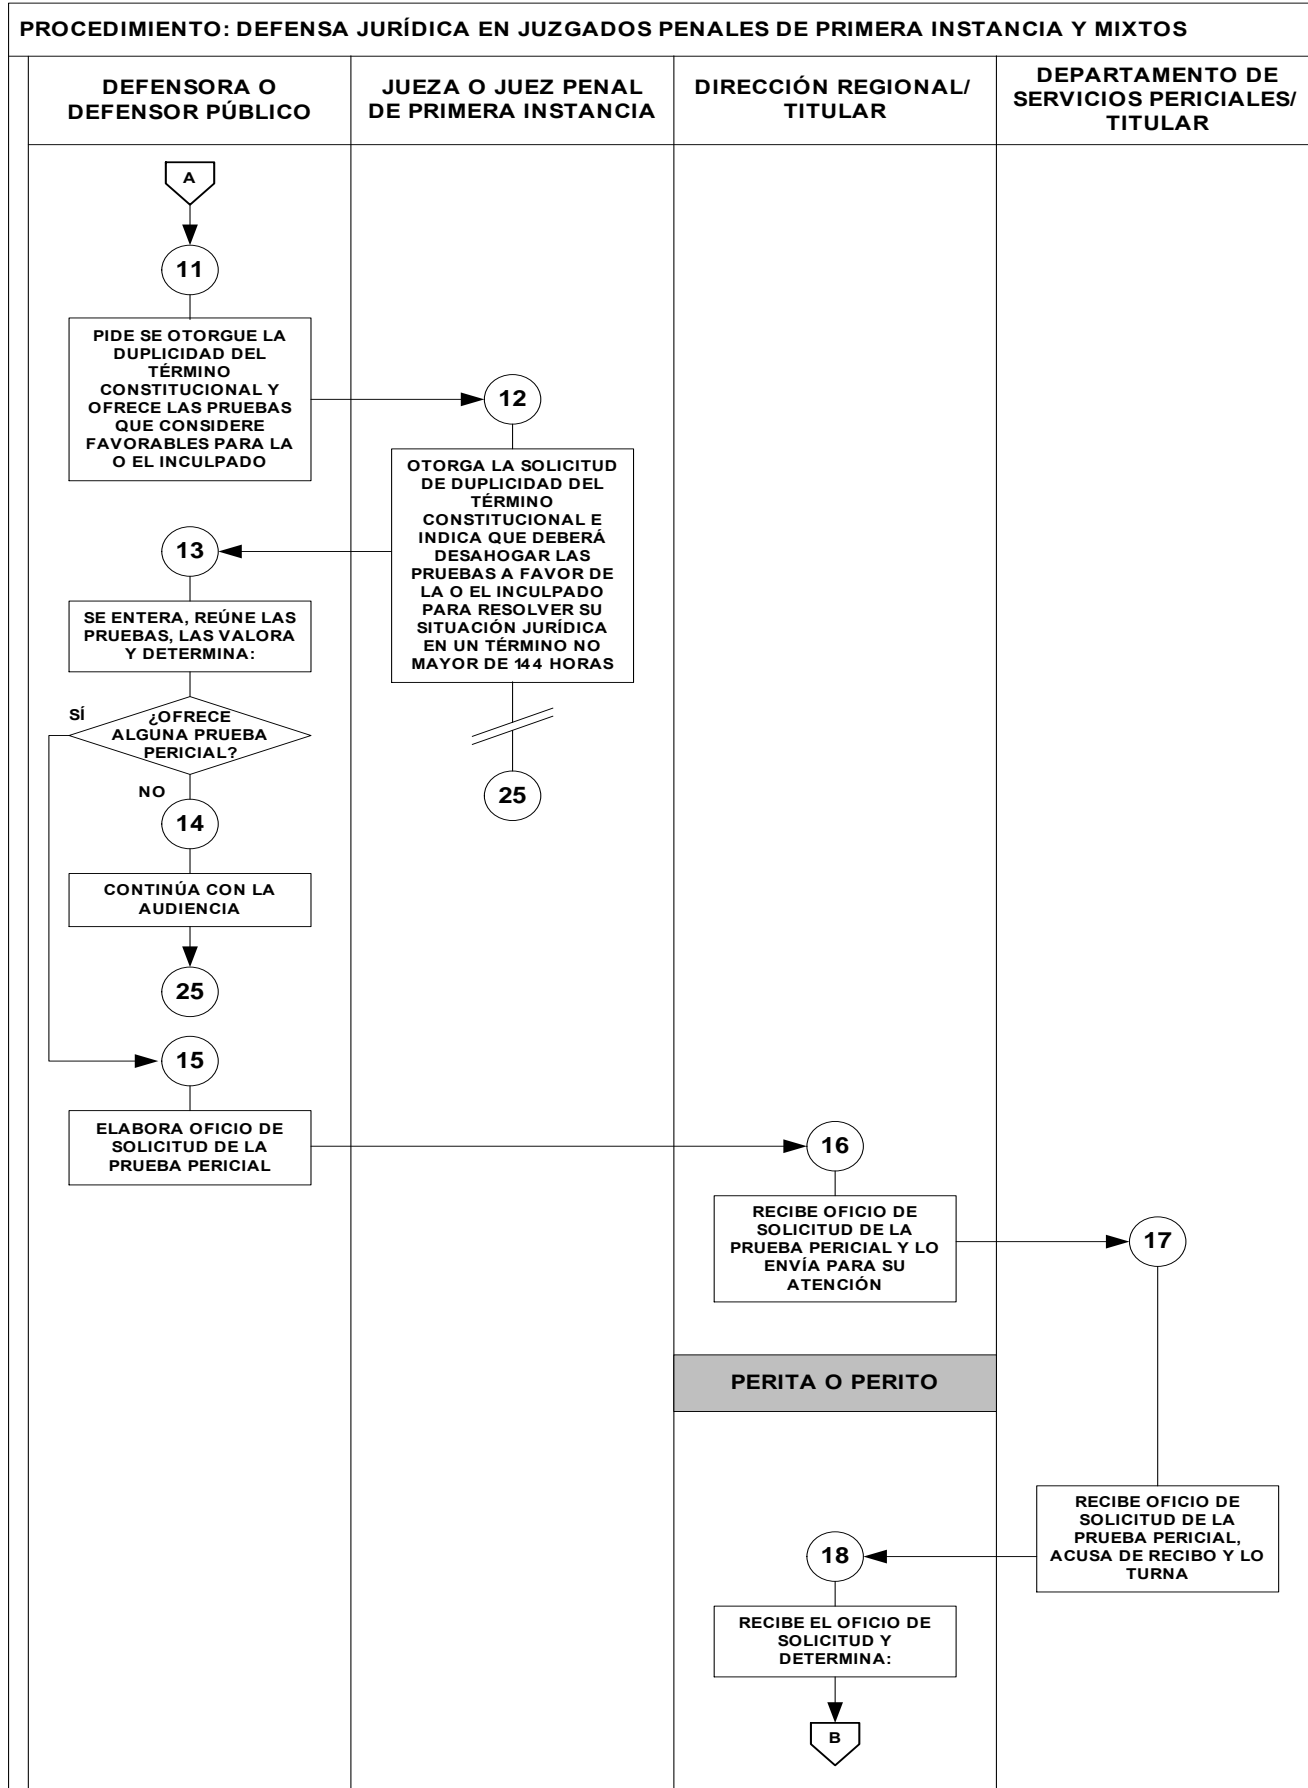 PROCEDIMIENTO: DEFENSA JURÍDICA EN JUZGADOS PENALES DE PRIMERA INSTANCIA Y MIXTOS
DEFENSORA O
DEFENSOR PÚBLICO
JUEZA O JUEZ PENAL
DE PRIMERA INSTANCIA
DIRECCIÓN REGIONAL/
TITULAR
DEPARTAMENTO DE
SERVICIOS PERICIALES/
TITULAR
A
11
PIDE SE OTORGUE LA
DUPLICIDAD DEL
TÉRMINO
CONSTITUCIONAL Y
OFRECE LAS PRUEBAS
QUE CONSIDERE
FAVORABLES PARA LA
O EL INCULPADO
12
OTORGA LA SOLICITUD
DE DUPLICIDAD DEL
TÉRMINO
CONSTITUCIONAL E
INDICA QUE DEBERÁ
DESAHOGAR LAS
PRUEBAS A FAVOR DE
LA O EL INCULPADO
PARA RESOLVER SU
SITUACIÓN JURÍDICA
EN UN TÉRMINO NO
MAYOR DE 144 HORAS
25
13
SE ENTERA, REÚNE LAS
PRUEBAS, LAS VALORA
Y DETERMINA:
SÍ
¿OFRECE
ALGUNA PRUEBA
PERICIAL?
NO
14
CONTINÚA CON LA
AUDIENCIA
25
15
ELABORA OFICIO DE
SOLICITUD DE LA
PRUEBA PERICIAL
16
RECIBE OFICIO DE
SOLICITUD DE LA
PRUEBA PERICIAL Y LO
ENVÍA PARA SU
ATENCIÓN
17
PERITA O PERITO
RECIBE OFICIO DE
SOLICITUD DE LA
PRUEBA PERICIAL,
ACUSA DE RECIBO Y LO
TURNA
18
RECIBE EL OFICIO DE
SOLICITUD Y
DETERMINA:
B